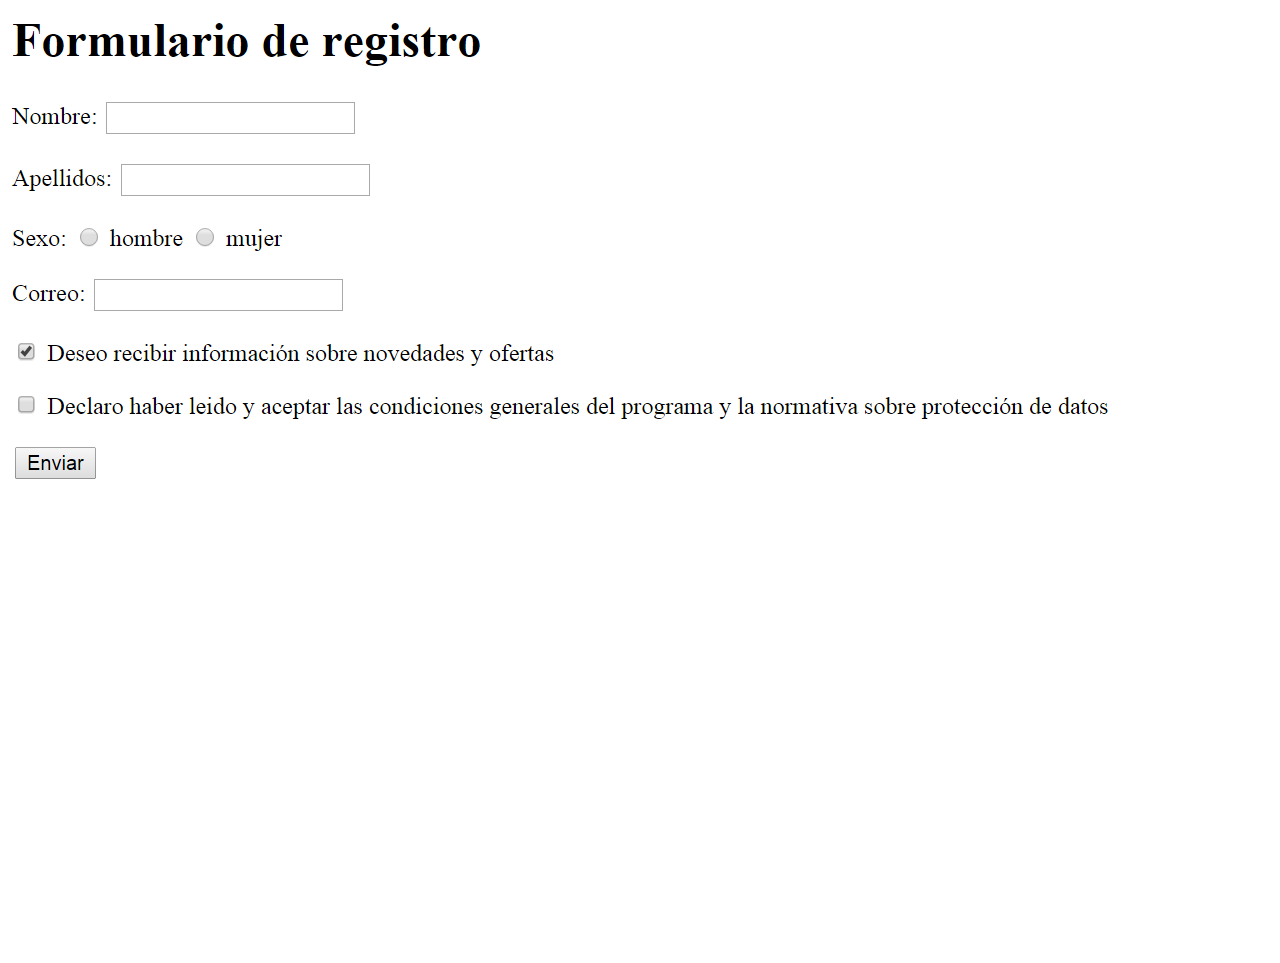 Formulario de registro
Nombre:
Apellidos:
Sexo: hombre mujer
Correo:
Deseo recibir información sobre novedades y ofertas
Declaro haber leido y aceptar las condiciones generales del programa y la normativa sobre protección de datos
Enviar